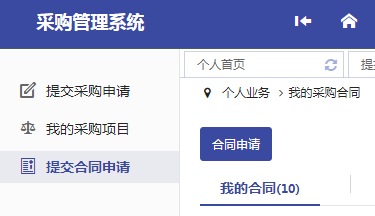 采购管理系统
提交采购申请
我的采购项目
提交合同申请
个人首页
提
个人业务 > 我的采购合同
合同申请
我的合同(10)